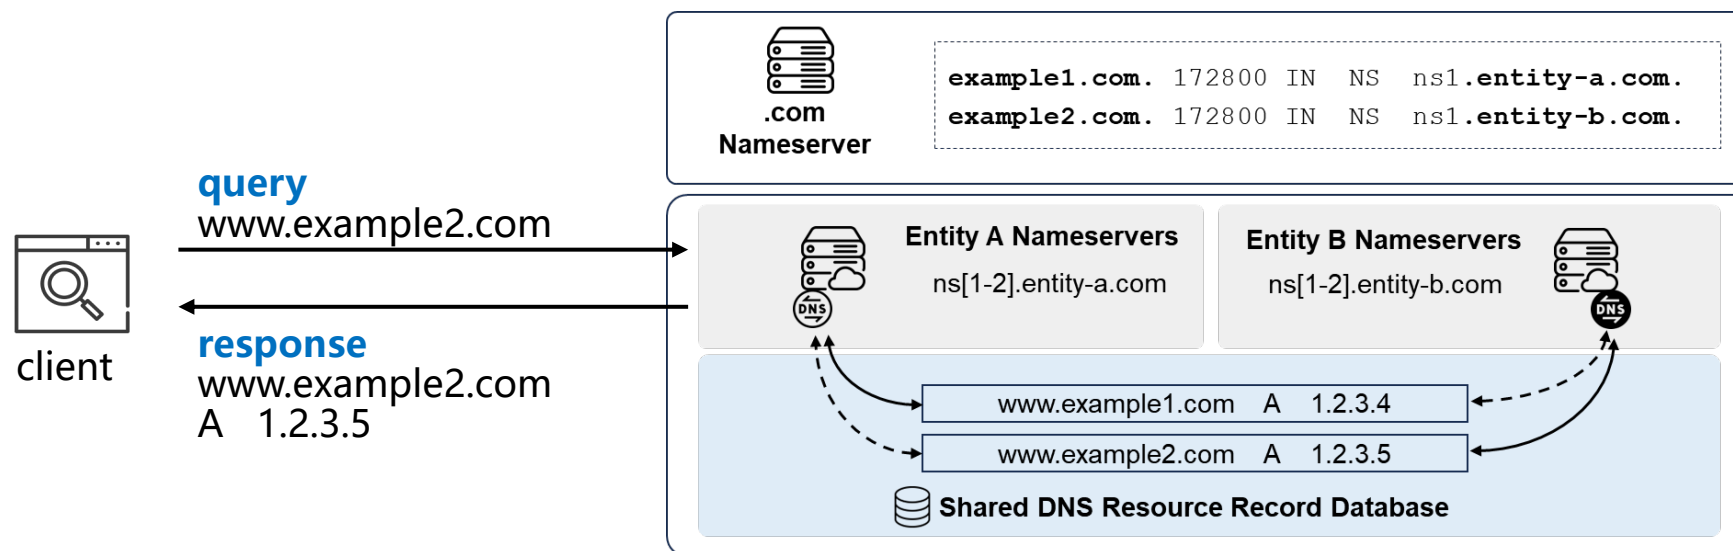 .com
Nameserver
example1.com. 172800 IN NS ns1.entity-a.com.
example2.com. 172800 IN NS ns1.entity-b.com.
query
www.example2.com
client
response
www.example2.com
A 1.2.3.5
Entity A Nameservers
ns[1-2].entity-a.com
DNS
Entity B Nameservers
ns[1-2].entity-b.com
DNS
www.example1.com A 1.2.3.4
www.example2.com A 1.2.3.5
Shared DNS Resource Record Database